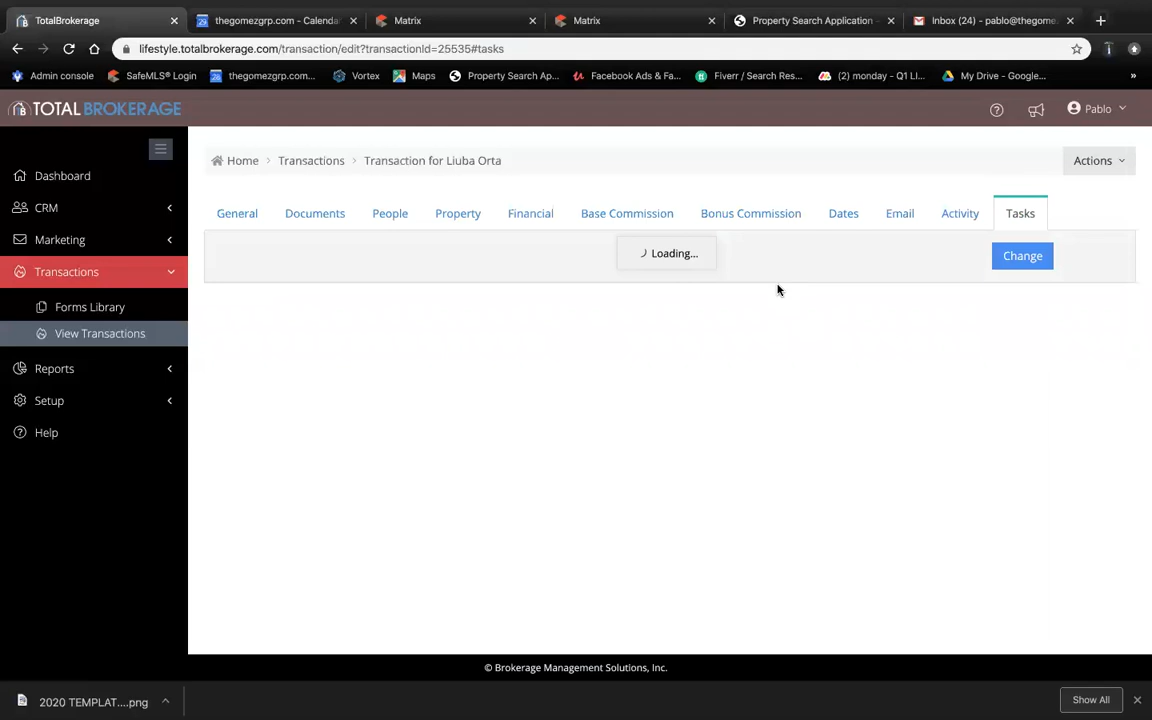 TotalBrokerage
thegomezgrp.com - Calenda
Matrix
Matrix
Property Search Application -
Inbox (24) - pablo@thegome
lifestyle.totalbrokerage.com/transaction/edit?transactionId=25535#tasks
Admin console
SafeMLS® Login
thegomezgrp.com...
Vortex
Maps
Property Search Ap...
Facebook Ads & Fa...
Fiverr / Search Res...
(2) monday - Q1 LI...
My Drive - Google...
»
TOTAL BROKERAGE
Pablo
Home > Transactions > Transaction for Liuba Orta
Actions
Dashboard
CRM
Marketing
Transactions
Forms Library
View Transactions
Reports
Setup
Help
General
Documents
People
Property
Financial
Base Commission
Bonus Commission
Dates
Email
Activity
Tasks
Loading...
Change
© Brokerage Management Solutions, Inc.
2020 TEMPLAT....png
Show All